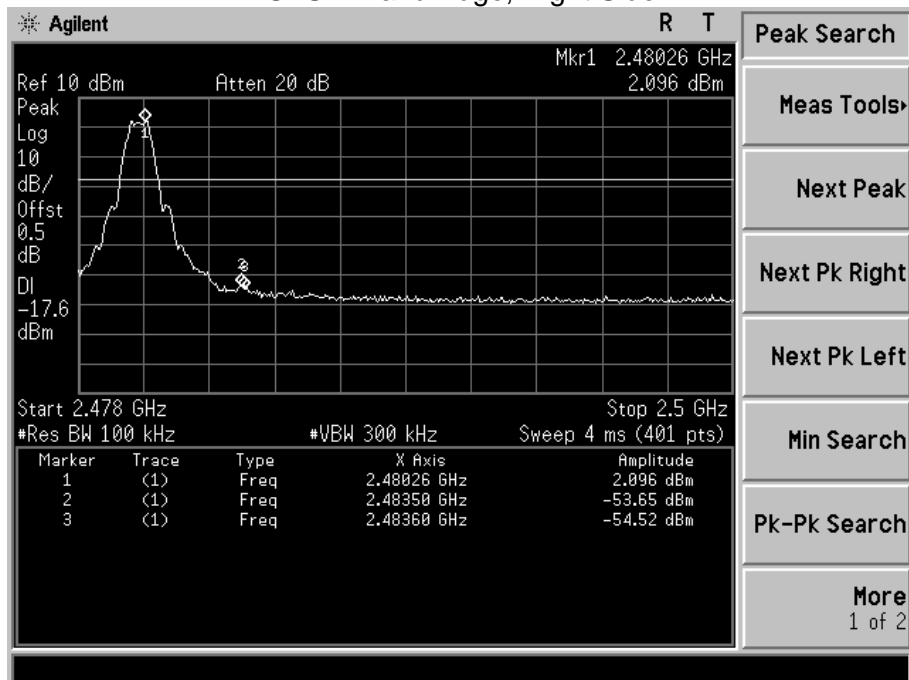 Agilent
R T
Mkr1 2.48026 GHz
Ref 10 dBm Atten 20 dB 2.096 dBm
Peak
Log
10
dB/
Offst
0.5
dB
DI
-17.6
dBm
1
2
Start 2.478 GHz Stop 2.5 GHz
#Res BW 100 kHz #VBW 300 kHz Sweep 4 ms (401 pts)
Marker Trace Type X Axis Amplitude
1 (1) Freq 2.48026 GHz 2.096 dBm
2 (1) Freq 2.48350 GHz -53.65 dBm
3 (1) Freq 2.48360 GHz -54.52 dBm
Peak Search
Meas Tools
Next Peak
Next Pk Right
Next Pk Left
Min Search
Pk-Pk Search
More
1 of 2